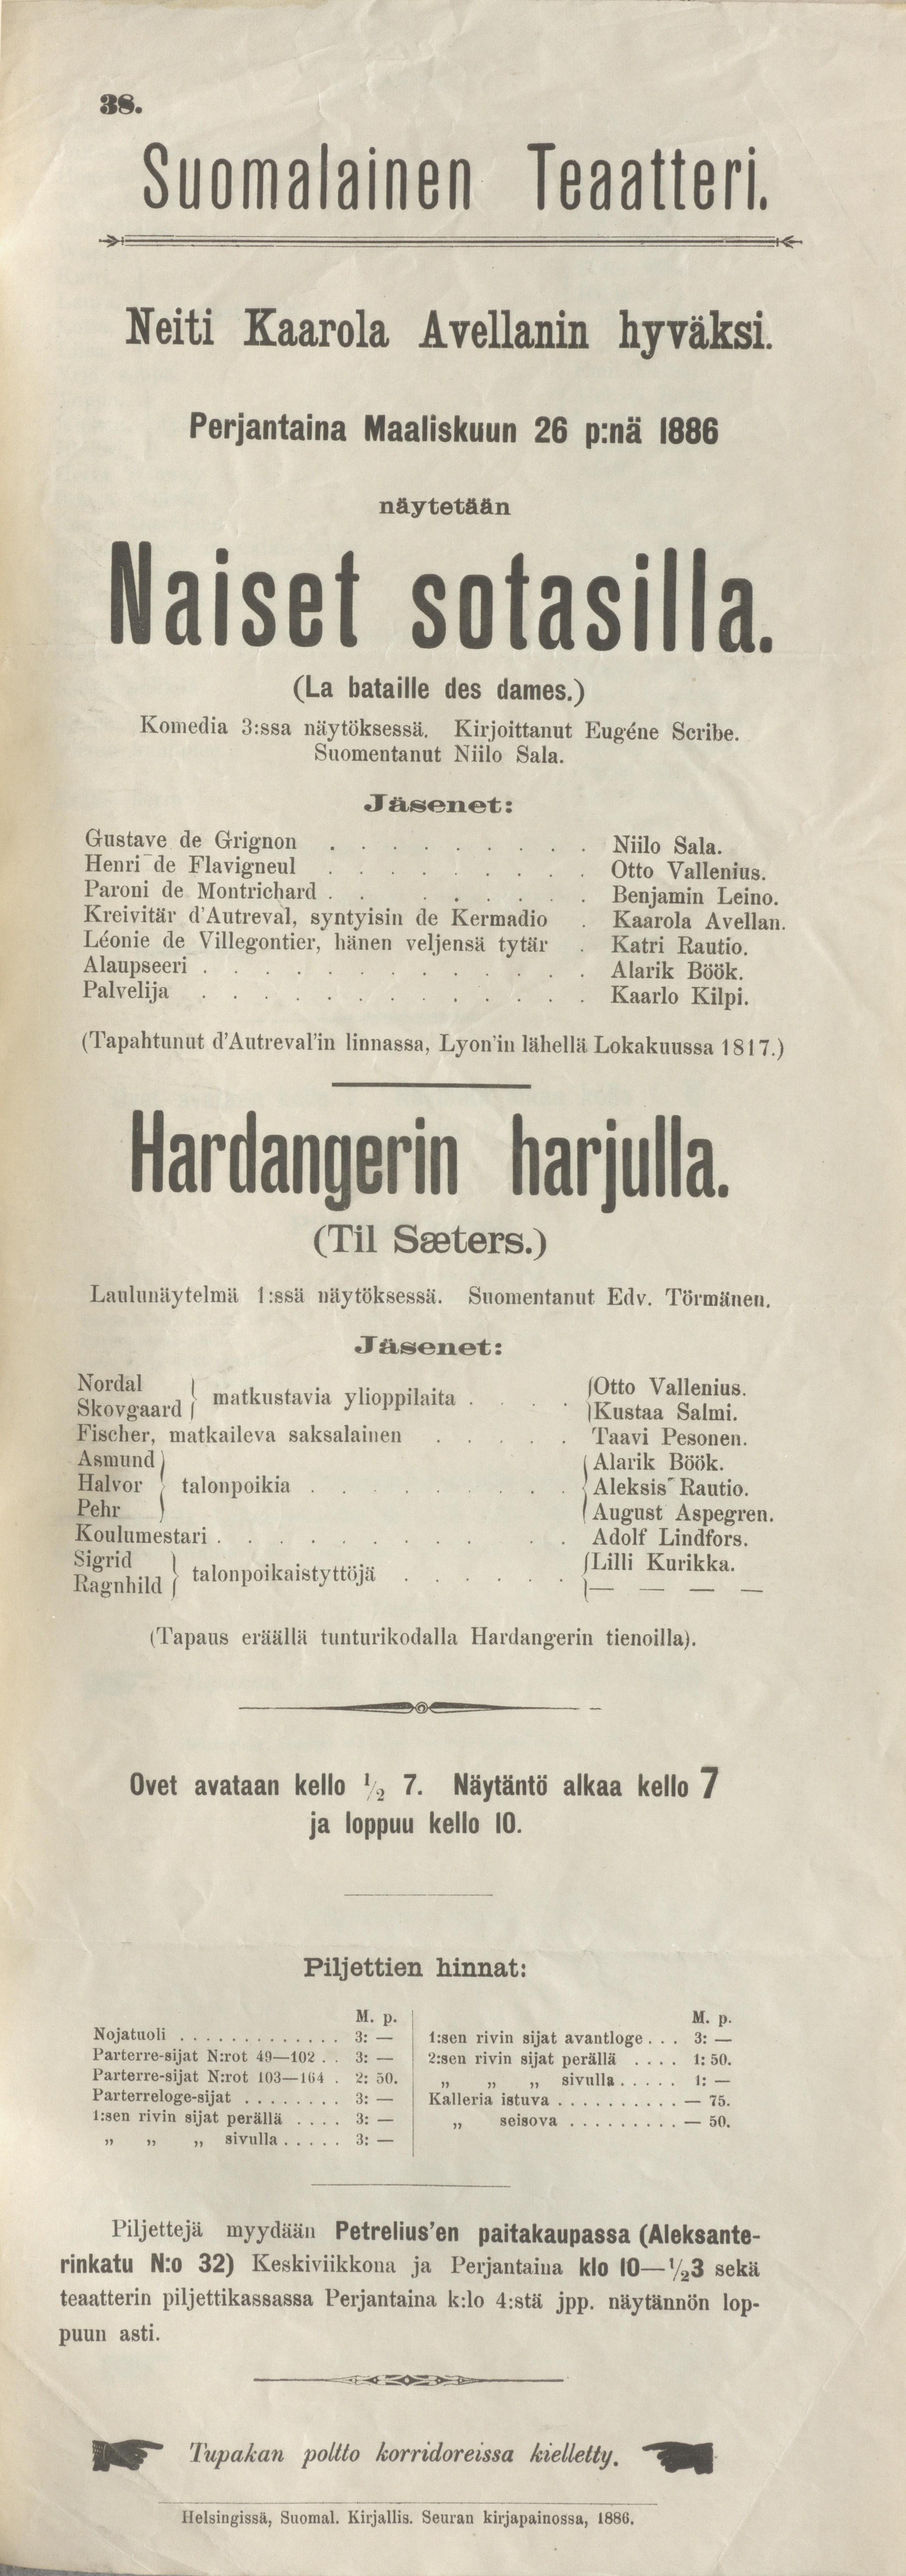 38.
Suomalainen Teaatteri.
Neiti Kaarola Avellanin hyväksi.
Perjantaina Maaliskuun 26 p:nä 1886
näytetään
Naiset sotasilla.
(La bataille des dames.)
Komedia 3:ssa näytöksessä. Kirjoittanut Eugéne Scribe.
Suomentanut Niilo Sala.
Jäsenet:
Gustave de Grignon . . . . . . . . . Niilo Sala.
Henri de Flavigneul . . . . . . . . . Otto Vallenius.
Paroni de Montrichard . . . . . . . . Benjamin Leino.
Kreivitär d'Autreval, syntyisin de Kermadio . Kaarola Avellan.
Léonie de Villegontier, hänen veljensä tytär . Katri Rautio.
Alaupseeri . . . . . . . . . . . . . Alarik Böök.
Palvelija . . . . . . . . . . . . . Kaarlo Kilpi.
(Tapahtunut d'Autreval'in linnassa, Lyon'in lähellä Lokakuussa 1817.)
Hardangerin harjulla.
(Til Sæters.)
Laulunäytelmä 1:ssä näytöksessä. Suomentanut Edv. Törmänen.
Jäsenet:
Nordal } matkustavia ylioppilaita . . . . { Otto Vallenius.
Skovgaard } { Kustaa Salmi.
Fischer, matkaileva saksalainen . . . . . Taavi Pesonen.
Asmund } { Alarik Böök.
Halvor } talonpoikia . . . . . . . . . { Aleksis Rautio.
Pehr } { August Aspegren.
Koulumestari . . . . . . . . . . Adolf Lindfors.
Sigrid } talonpoikaistyttöjä . . . . . . { Lilli Kurikka.
Ragnhild } { — — — —
(Tapaus eräällä tunturikodalla Hardangerin tienoilla).
Ovet avataan kello ½ 7. Näytäntö alkaa kello 7
ja loppuu kello 10.
Piljettien hinnat:
M. p.
Nojatuoli . . . . . . . . . . . . . 3: —
Parterre-sijat N:rot 49—102 . . 3: —
Parterre-sijat N:rot 103—164 . 2: 50.
Parterreloge-sijat . . . . . . . . 3: —
1:sen rivin sijat perällä . . . . 3: —
„ „ „ sivulla . . . . . 3: —
M. p.
1:sen rivin sijat avantloge . . . 3: —
2:sen rivin sijat perällä . . . . 1: 50.
„ „ „ sivulla . . . . . 1: —
Kalleria istuva . . . . . . . . . . — 75.
„ seisova . . . . . . . . . — 50.
Piljettejä myydään Petrelius'en paitakaupassa (Aleksante-
rinkatu N:o 32) Keskiviikkona ja Perjantaina klo 10—½3 sekä
teaatterin piljettikassassa Perjantaina k:lo 4:stä jpp. näytännön lop-
puun asti.
Tupakan poltto korridoreissa kielletty.
Helsingissä, Suomal. Kirjallis. Seuran kirjapainossa, 1886.